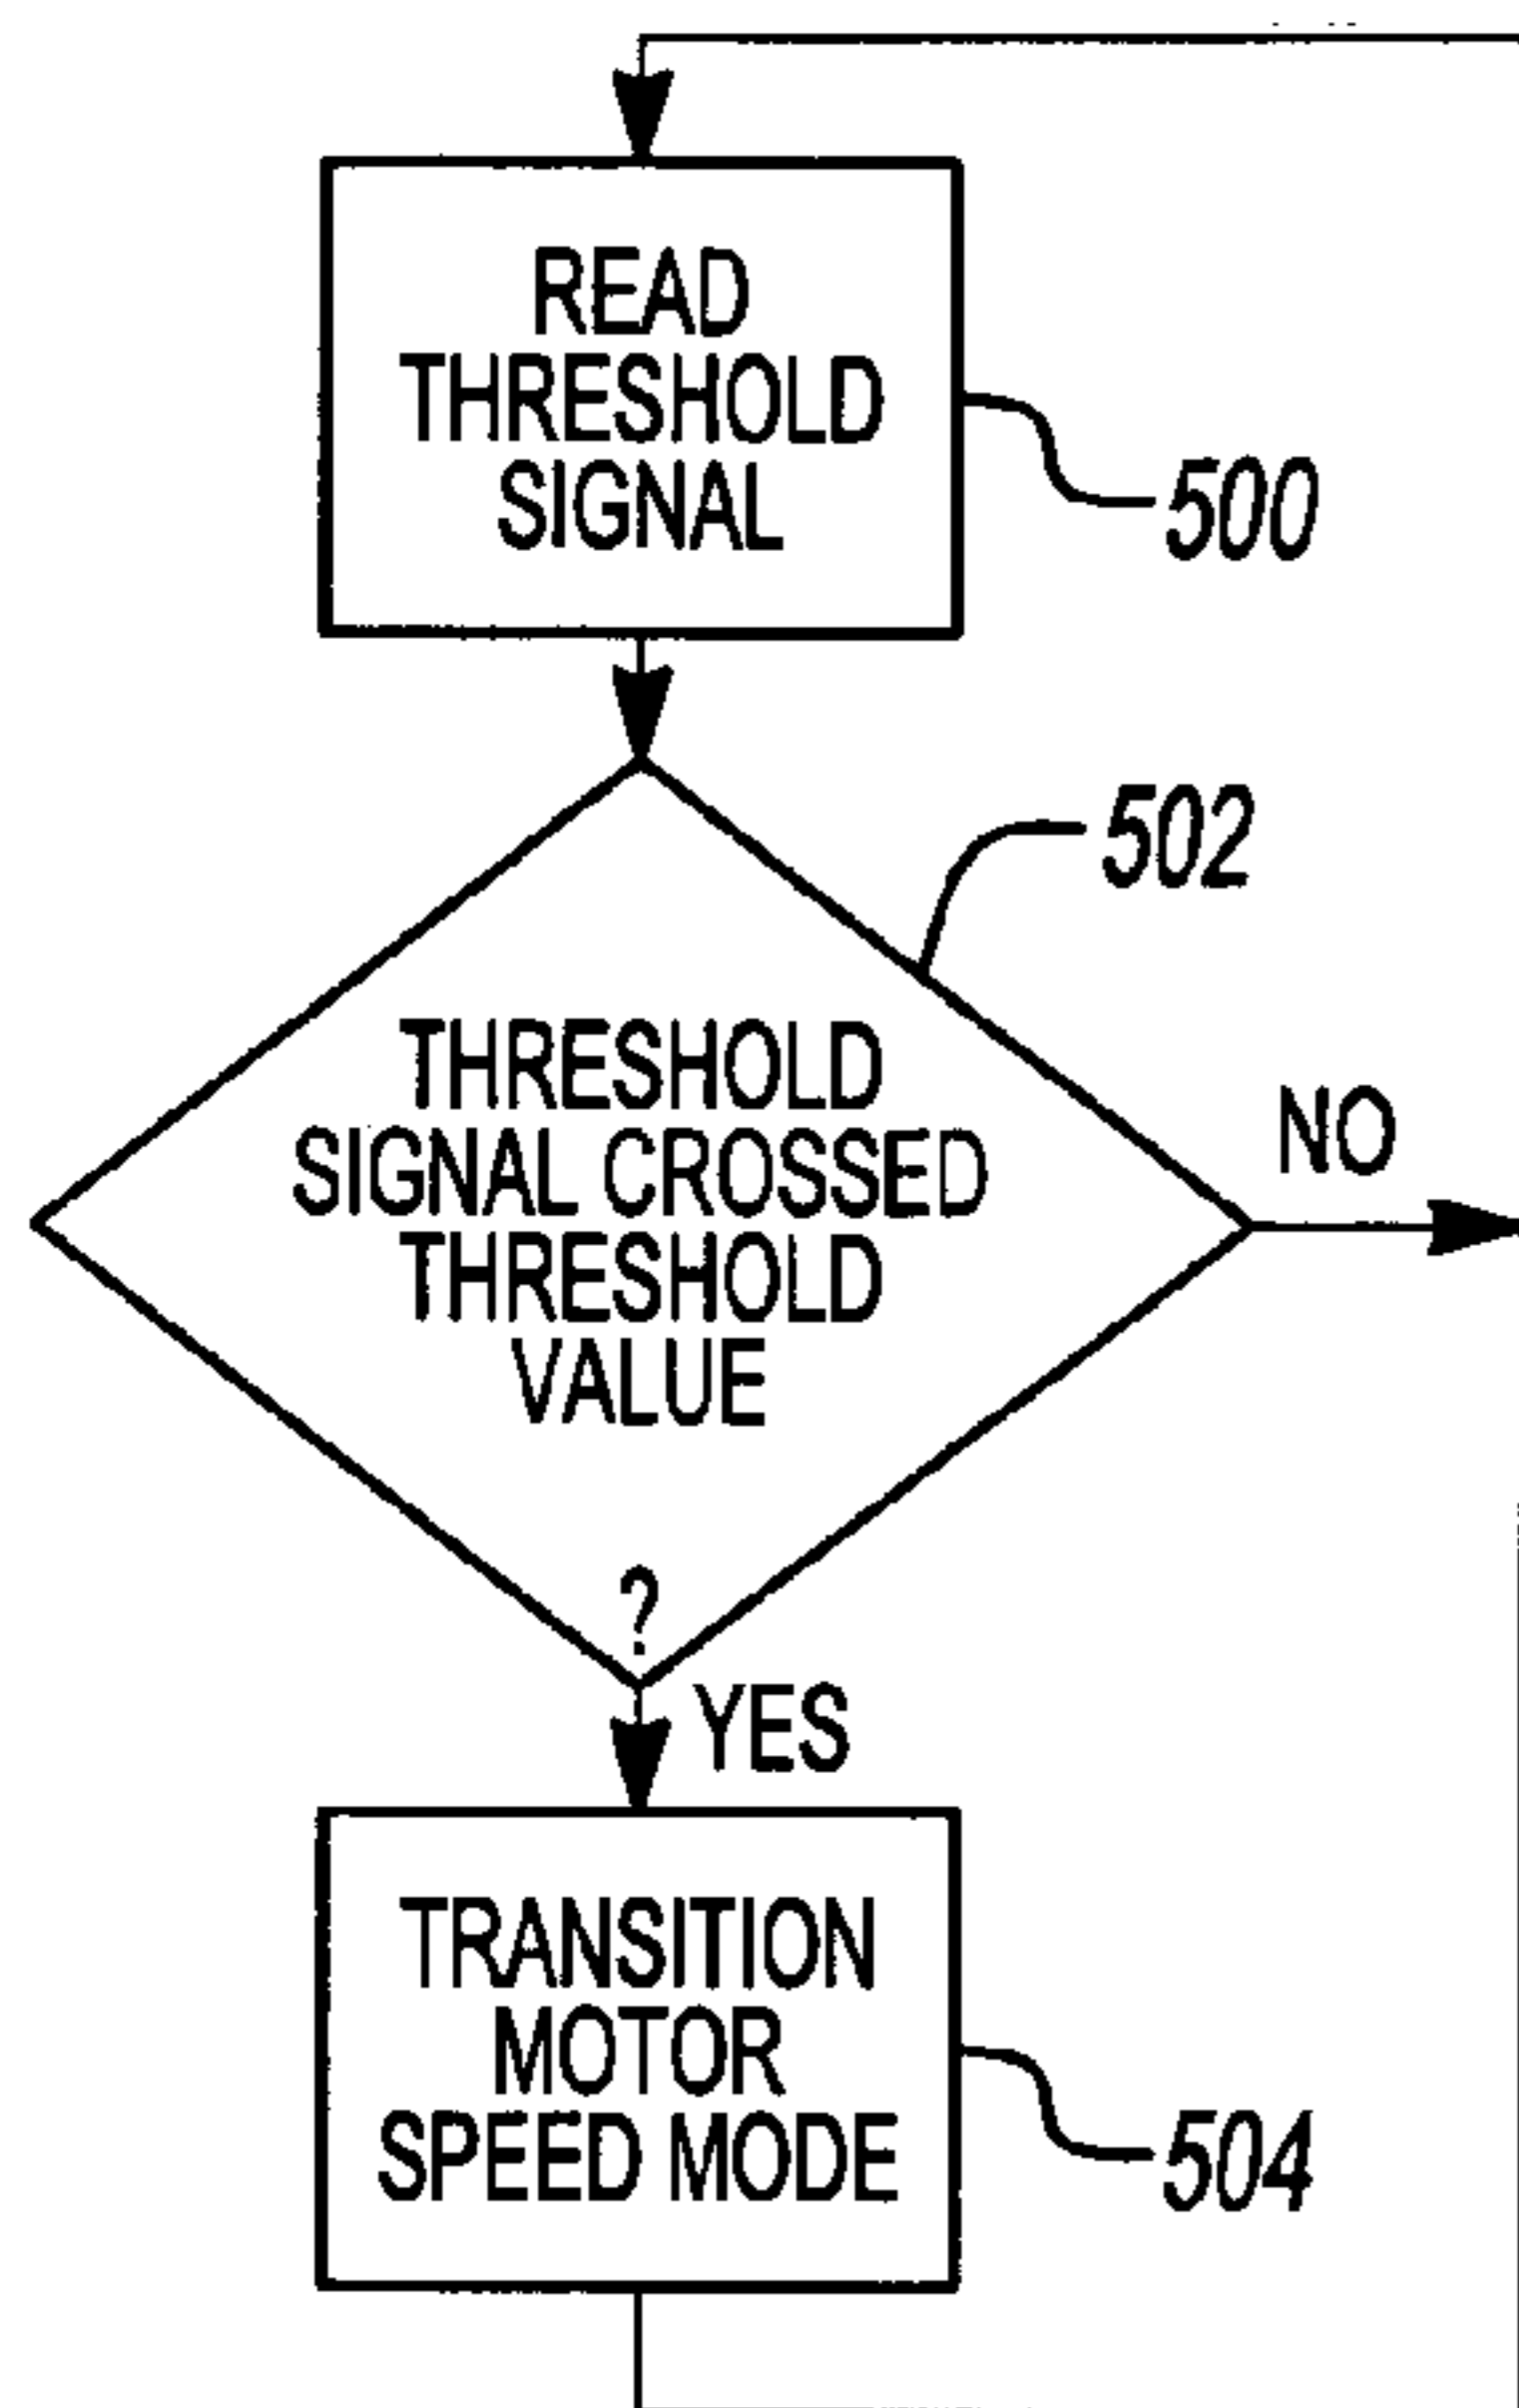 READ
THRESHOLD
SIGNAL
500
502
THRESHOLD
SIGNAL CROSSED
THRESHOLD
VALUE
?
NO
YES
TRANSITION
MOTOR
SPEED MODE
504